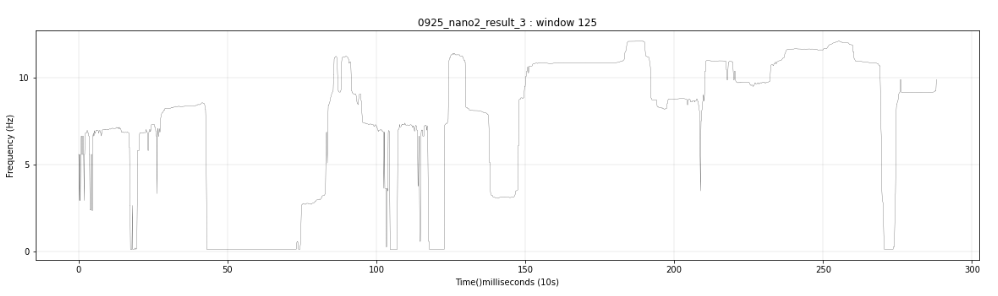 0925_nano2_result_3 : window 125
10
5
0
Frequency (Hz)
0 50 100 150 200 250 300
Time()milliseconds (10s)